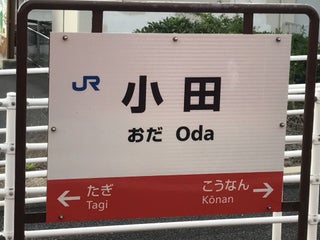 JR 小田
おだ Oda
← たぎ こうなん →
Tagi Kōnan